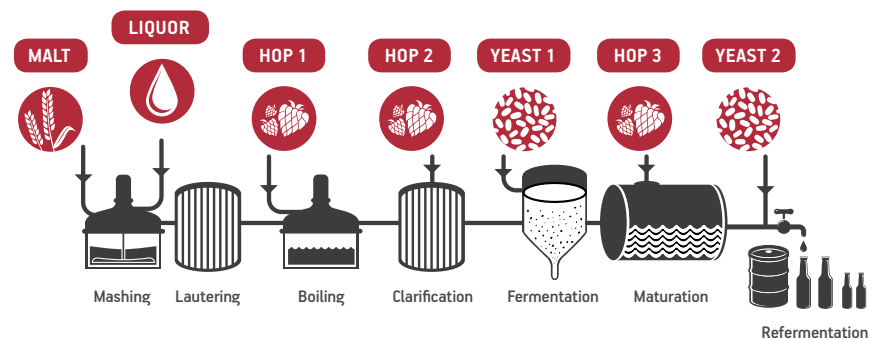 MALT
LIQUOR
HOP 1
HOP 2
YEAST 1
HOP 3
YEAST 2
Mashing
Lautering
Boiling
Clarification
Fermentation
Maturation
Refermentation